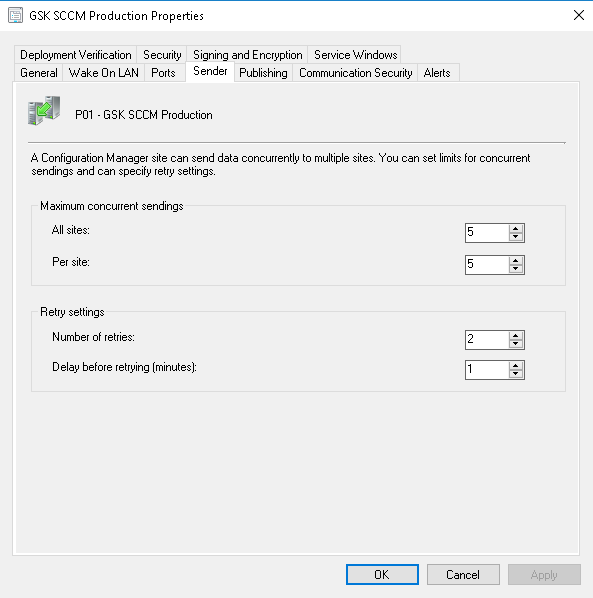 GSK SCCM Production Properties
Deployment Verification Security Signing and Encryption Service Windows
General Wake On LAN Ports Sender Publishing Communication Security Alerts
P01 - GSK SCCM Production
A Configuration Manager site can send data concurrently to multiple sites. You can set limits for concurrent
sendings and can specify retry settings.
Maximum concurrent sendings
All sites: 5
Per site: 5
Retry settings
Number of retries: 2
Delay before retrying (minutes): 1
OK Cancel Apply